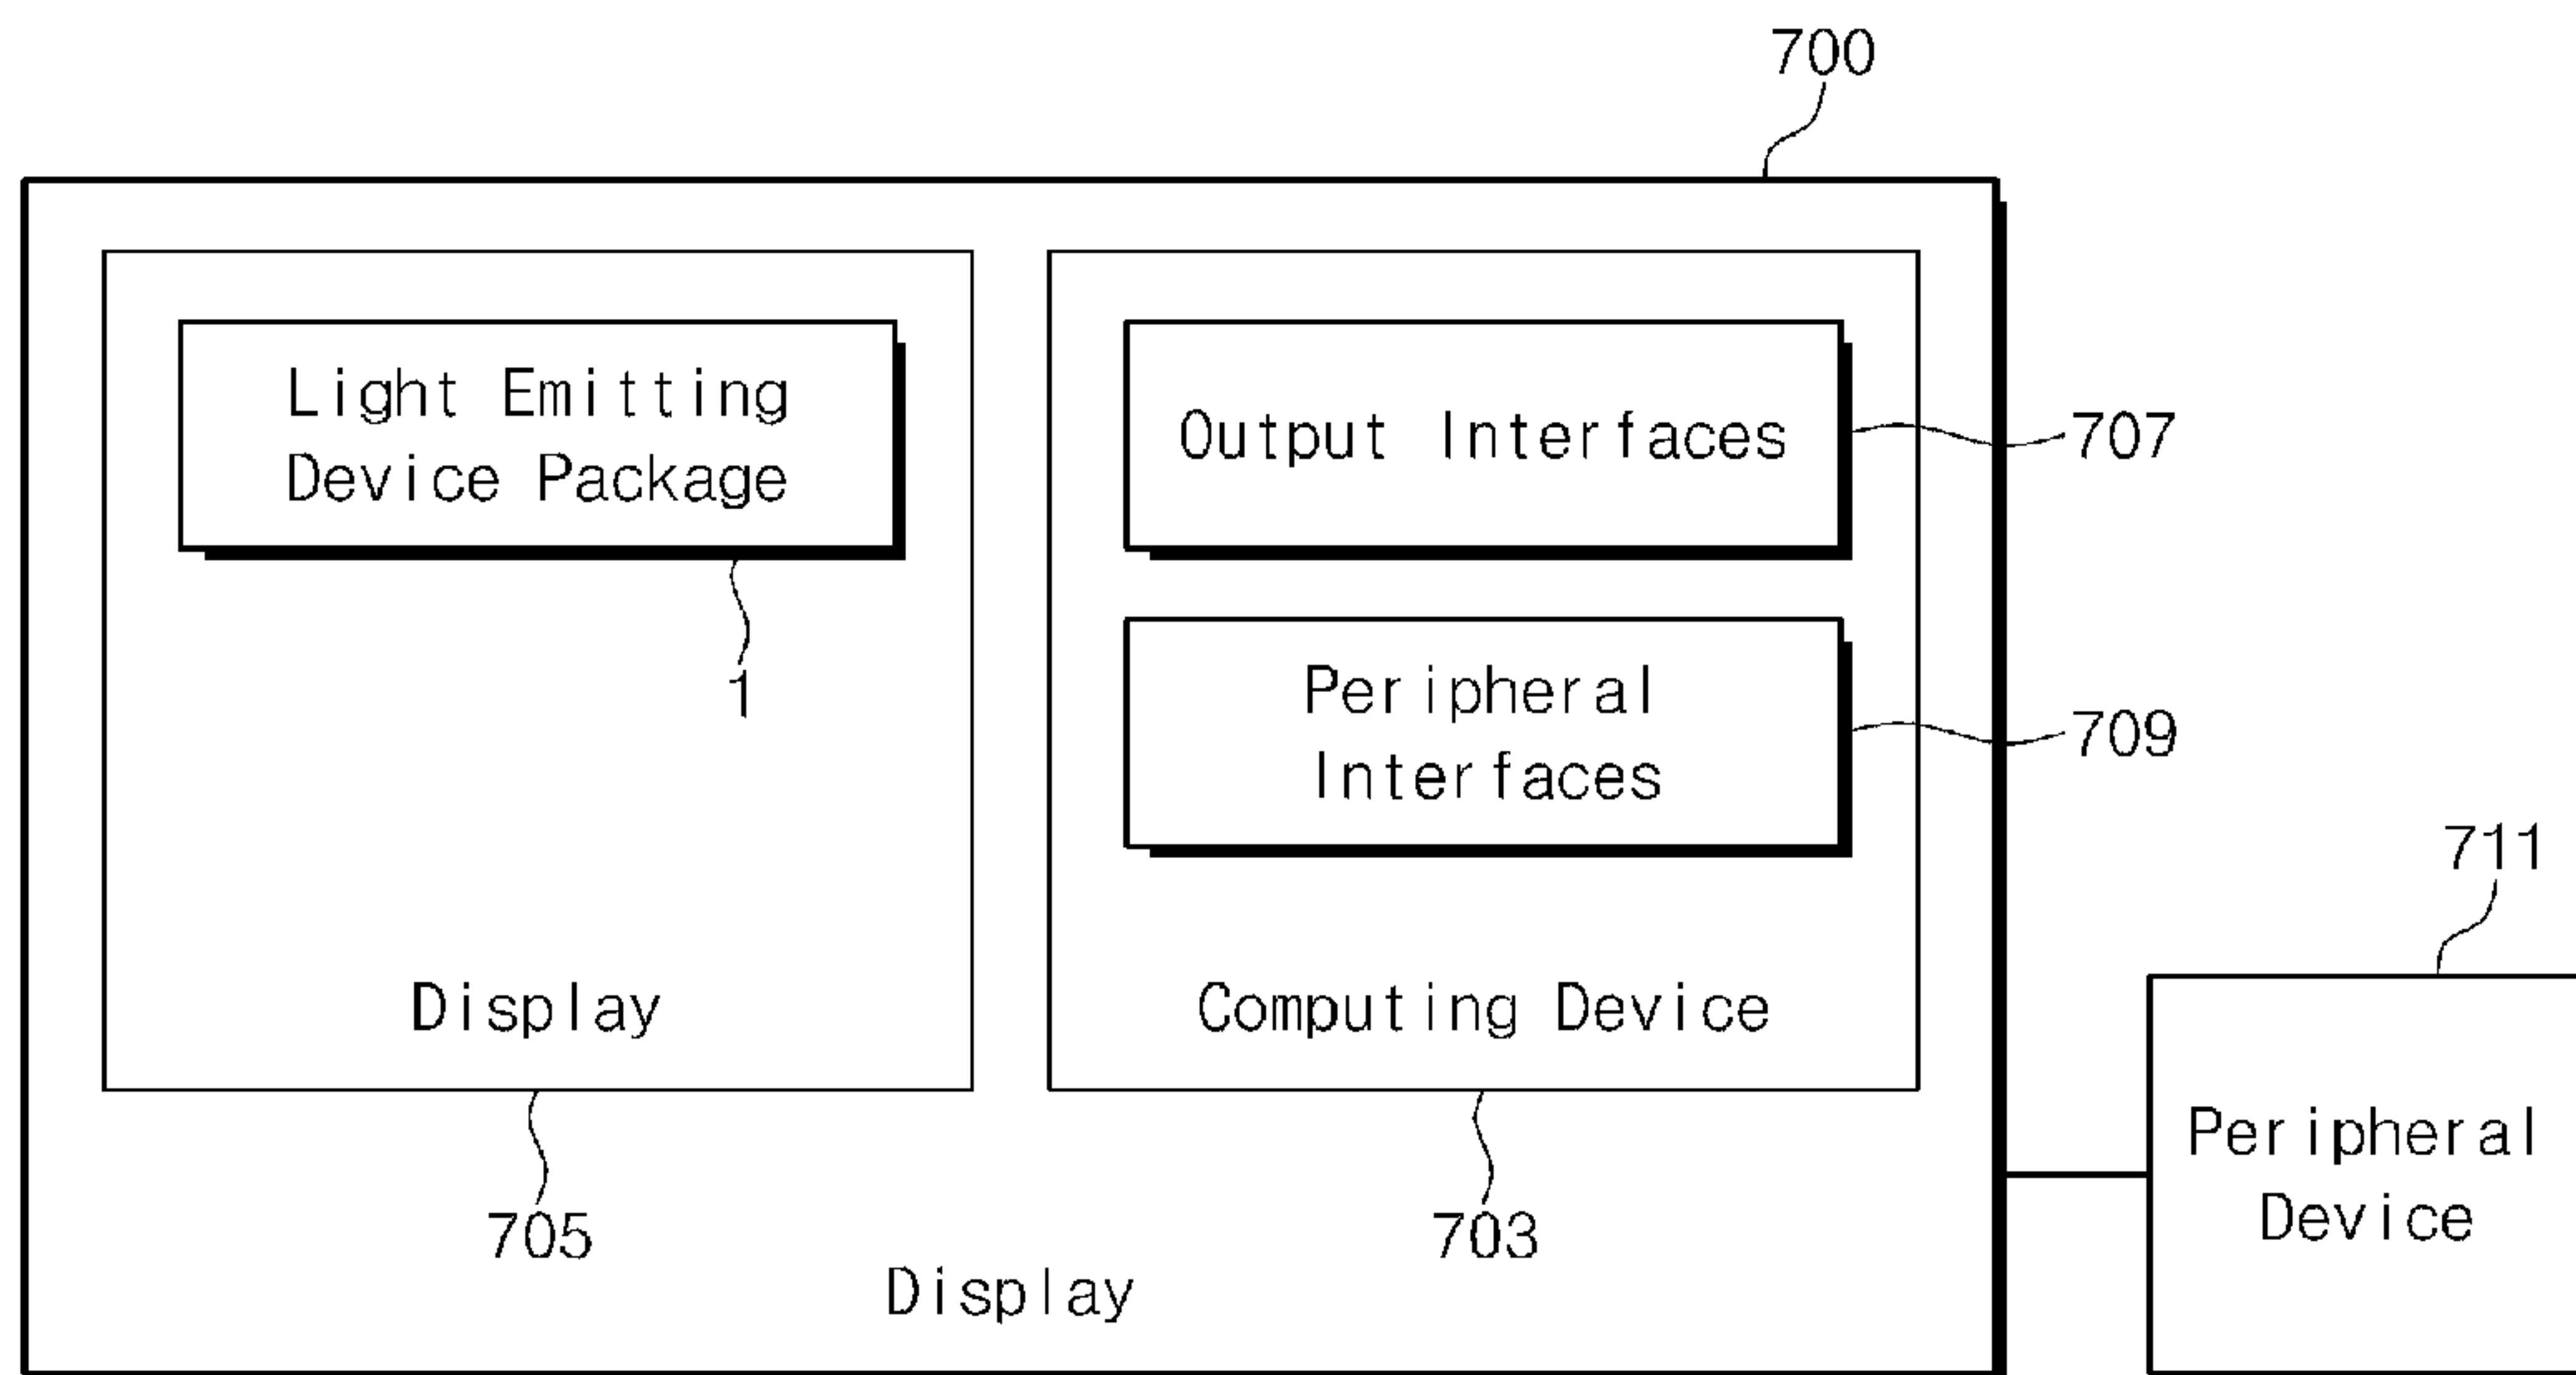 700
Light Emitting
Device Package
1
Display
705
Output Interfaces
707
Peripheral
Interfaces
709
Computing Device
703
Display
711
Peripheral
Device